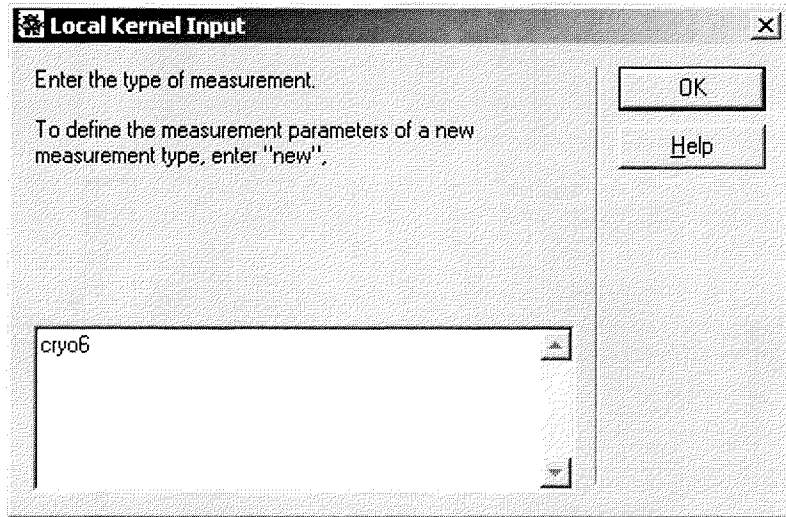 Local Kernel Input
Enter the type of measurement.
To define the measurement parameters of a new
measurement type, enter "new",
OK
Help
cryo6